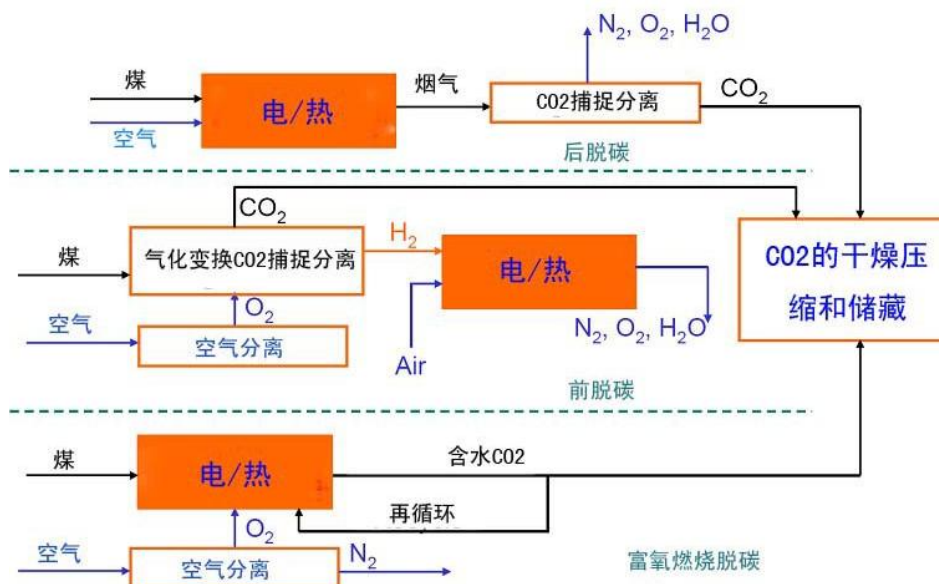 N₂, O₂, H₂O
煤
空气
电/热
烟气
CO2捕捉分离
CO₂
后脱碳
CO₂
煤
气化变换CO2捕捉分离
H₂
电/热
CO2的干燥压
缩和储藏
O₂
空气
空气分离
Air
N₂, O₂, H₂O
前脱碳
煤
电/热
含水CO2
再循环
O₂
空气
空气分离
N₂
富氧燃烧脱碳